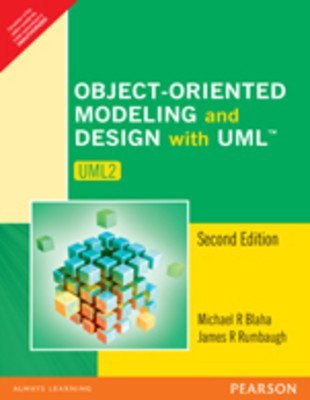 OBJECT-ORIENTED
MODELING and
DESIGN with UML™
UML2
Second Edition
Michael R Blaha
James R Rumbaugh
ALWAYS LEARNING
PEARSON